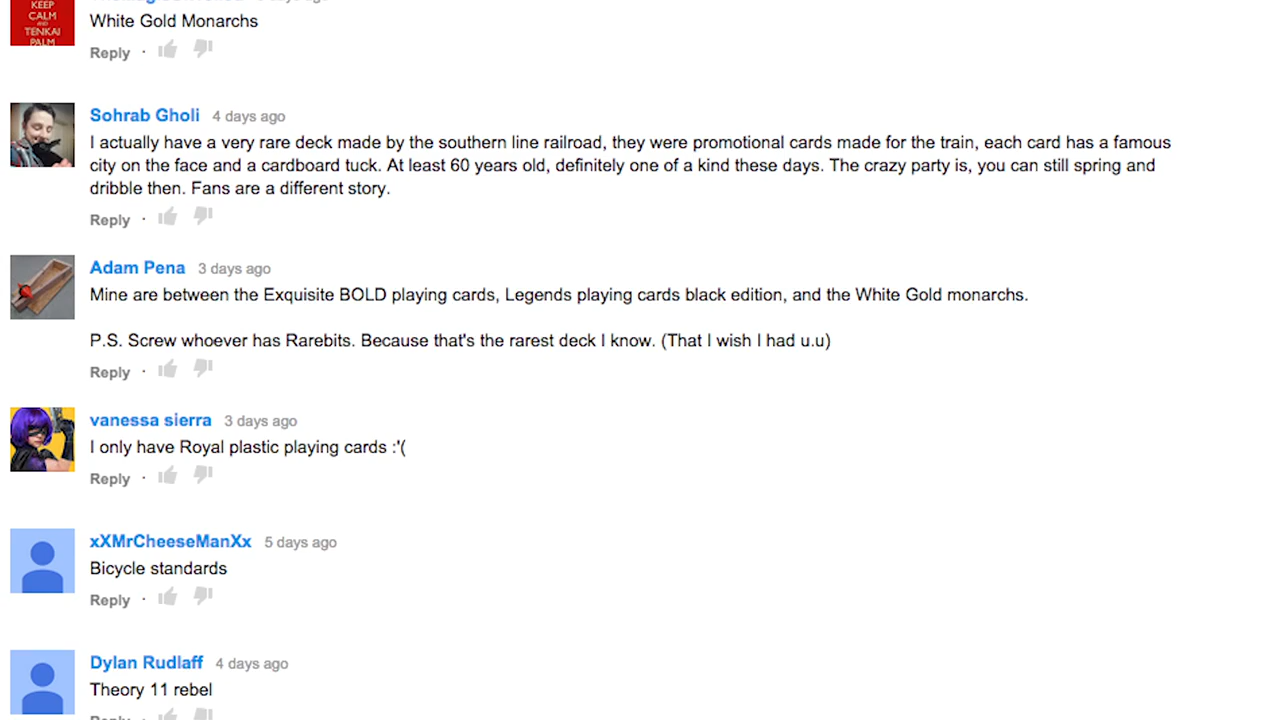 KEEP
CALM
AND
TENKAI
PALM
White Gold Monarchs
Reply ·
Sohrab Gholi 4 days ago
I actually have a very rare deck made by the southern line railroad, they were promotional cards made for the train, each card has a famous
city on the face and a cardboard tuck. At least 60 years old, definitely one of a kind these days. The crazy party is, you can still spring and
dribble then. Fans are a different story.
Reply ·
Adam Pena 3 days ago
Mine are between the Exquisite BOLD playing cards, Legends playing cards black edition, and the White Gold monarchs.
P.S. Screw whoever has Rarebits. Because that's the rarest deck I know. (That I wish I had u.u)
Reply ·
vanessa sierra 3 days ago
I only have Royal plastic playing cards :'(
Reply ·
xXMrCheeseManXx 5 days ago
Bicycle standards
Reply ·
Dylan Rudlaff 4 days ago
Theory 11 rebel
Reply ·